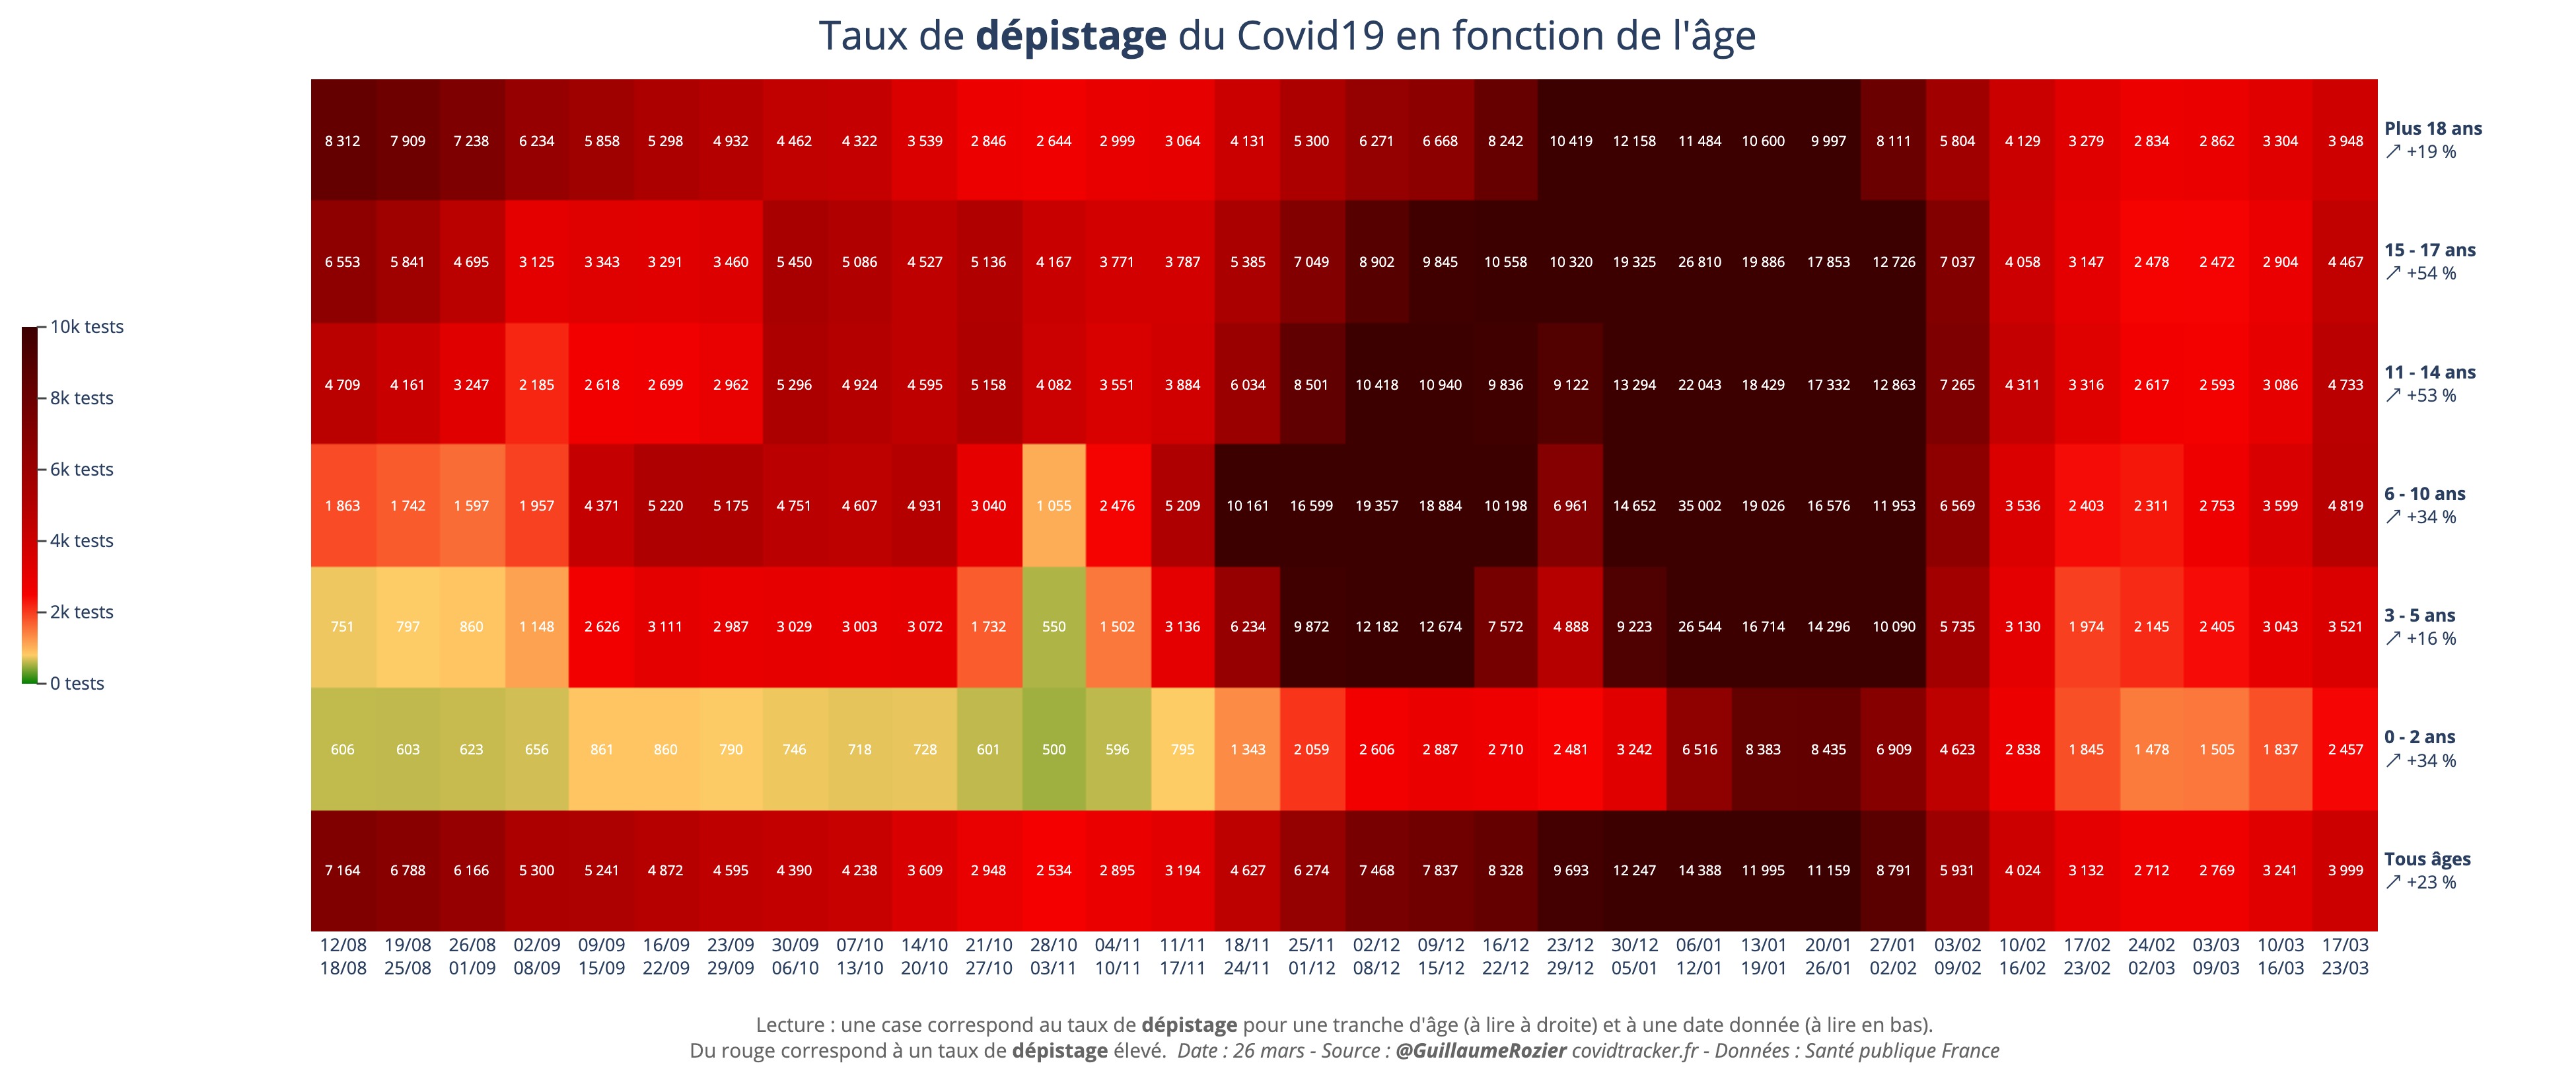 Taux de dépistage du Covid19 en fonction de l'âge
10k tests
8k tests
6k tests
4k tests
2k tests
0 tests
8 312 7 909 7 238 6 234 5 858 5 298 4 932 4 462 4 322 3 539 2 846 2 644 2 999 3 064 4 131 5 300 6 271 6 668 8 242 10 419 12 158 11 484 10 600 9 997 8 111 5 804 4 129 3 279 2 834 2 862 3 304 3 948
Plus 18 ans
↗ +19 %
6 553 5 841 4 695 3 125 3 343 3 291 3 460 5 450 5 086 4 527 5 136 4 167 3 771 3 787 5 385 7 049 8 902 9 845 10 558 10 320 19 325 26 810 19 886 17 853 12 726 7 037 4 058 3 147 2 478 2 472 2 904 4 467
15 - 17 ans
↗ +54 %
4 709 4 161 3 247 2 185 2 618 2 699 2 962 5 296 4 924 4 595 5 158 4 082 3 551 3 884 6 034 8 501 10 418 10 940 9 836 9 122 13 294 22 043 18 429 17 332 12 863 7 265 4 311 3 316 2 617 2 593 3 086 4 733
11 - 14 ans
↗ +53 %
1 863 1 742 1 597 1 957 4 371 5 220 5 175 4 751 4 607 4 931 3 040 1 055 2 476 5 209 10 161 16 599 19 357 18 884 10 198 6 961 14 652 35 002 19 026 16 576 11 953 6 569 3 536 2 403 2 311 2 753 3 599 4 819
6 - 10 ans
↗ +34 %
751 797 860 1 148 2 626 3 111 2 987 3 029 3 003 3 072 1 732 550 1 502 3 136 6 234 9 872 12 182 12 674 7 572 4 888 9 223 26 544 16 714 14 296 10 090 5 735 3 130 1 974 2 145 2 405 3 043 3 521
3 - 5 ans
↗ +16 %
606 603 623 656 861 860 790 746 718 728 601 500 596 795 1 343 2 059 2 606 2 887 2 710 2 481 3 242 6 516 8 383 8 435 6 909 4 623 2 838 1 845 1 478 1 505 1 837 2 457
0 - 2 ans
↗ +34 %
7 164 6 788 6 166 5 300 5 241 4 872 4 595 4 390 4 238 3 609 2 948 2 534 2 895 3 194 4 627 6 274 7 468 7 837 8 328 9 693 12 247 14 388 11 995 11 159 8 791 5 931 4 024 3 132 2 712 2 769 3 241 3 999
Tous âges
↗ +23 %
12/08 19/08 26/08 02/09 09/09 16/09 23/09 30/09 07/10 14/10 21/10 28/10 04/11 11/11 18/11 25/11 02/12 09/12 16/12 23/12 30/12 06/01 13/01 20/01 27/01 03/02 10/02 17/02 24/02 03/03 10/03 17/03
18/08 25/08 01/09 08/09 15/09 22/09 29/09 06/10 13/10 20/10 27/10 03/11 10/11 17/11 24/11 01/12 08/12 15/12 22/12 29/12 05/01 12/01 19/01 26/01 02/02 09/02 16/02 23/02 02/03 09/03 16/03 23/03
Lecture : une case correspond au taux de dépistage pour une tranche d'âge (à lire à droite) et à une date donnée (à lire en bas).
Du rouge correspond à un taux de dépistage élevé. Date : 26 mars - Source : @GuillaumeRozier covidtracker.fr - Données : Santé publique France